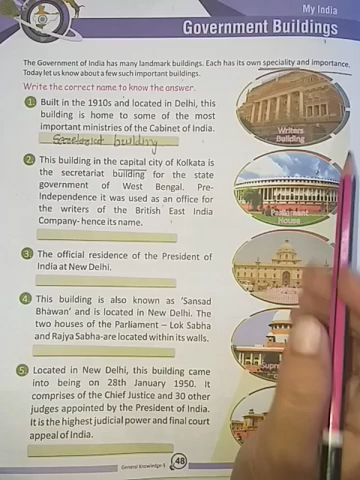 My India
Government Buildings
The Government of India has many landmark buildings. Each has its own speciality and importance.
Today let us know about a few such important buildings.
Write the correct name to know the answer.
1. Built in the 1910s and located in Delhi, this
building is home to some of the most
important ministries of the Cabinet of India.
building
2. This building in the capital city of Kolkata is
the secretariat building for the state
government of West Bengal. Pre-
Independence it was used as an office for
the writers of the British East India
Company- hence its name.
3. The official residence of the President of
India at New Delhi.
4. This building is also known as ‘Sansad
Bhawan’ and is located in New Delhi. The
two houses of the Parliament – Lok Sabha
and Rajya Sabha-are located within its walls.
5. Located in New Delhi, this building came
into being on 28th January 1950. It
comprises of the Chief Justice and 30 other
judges appointed by the President of India.
It is the highest judicial power and final court
appeal of India.
Writers
Building
Parliament
House
General Knowledge-5
48